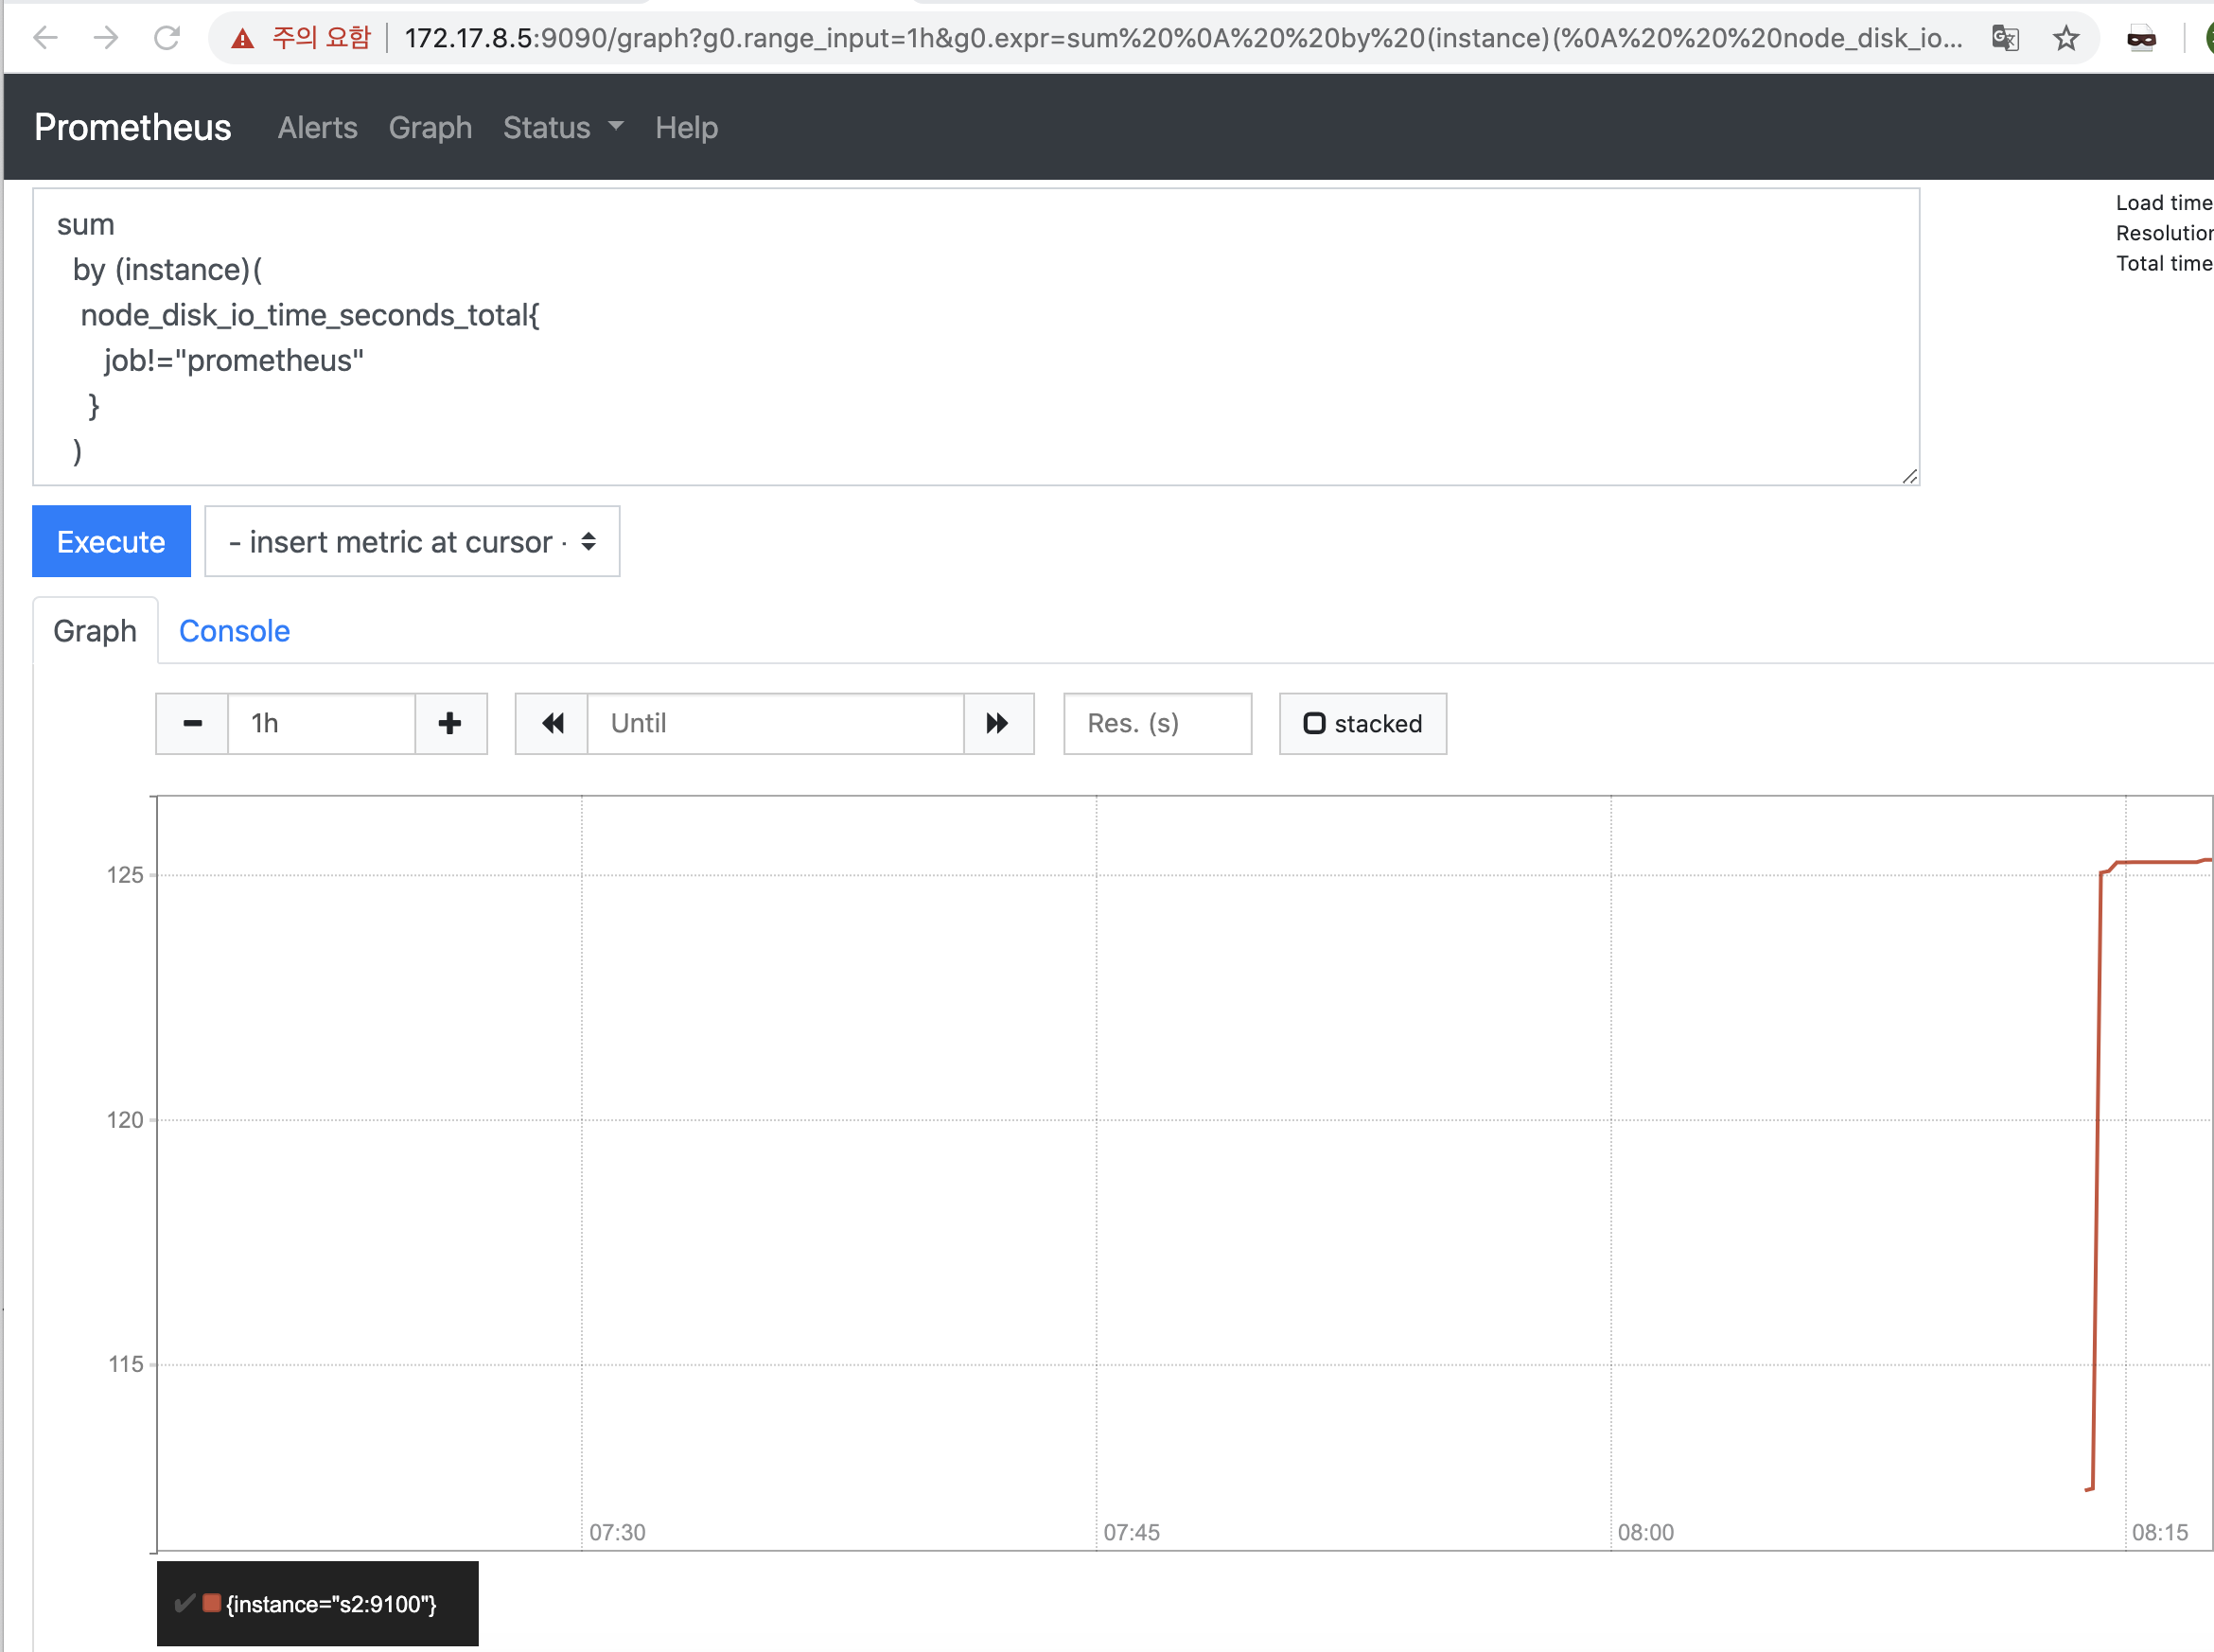 주의 요함 172.17.8.5:9090/graph?g0.range_input=1h&g0.expr=sum%20%0A%20%20by%20(instance)(%0A%20%20%20node_disk_io...
Prometheus Alerts Graph Status Help
sum
by (instance)(
node_disk_io_time_seconds_total{
job!="prometheus"
}
)
Load time
Resolution
Total time
Execute - insert metric at cursor -
Graph Console
1h Until Res. (s) stacked
125
120
115
07:30 07:45 08:00 08:15
{instance="s2:9100"}